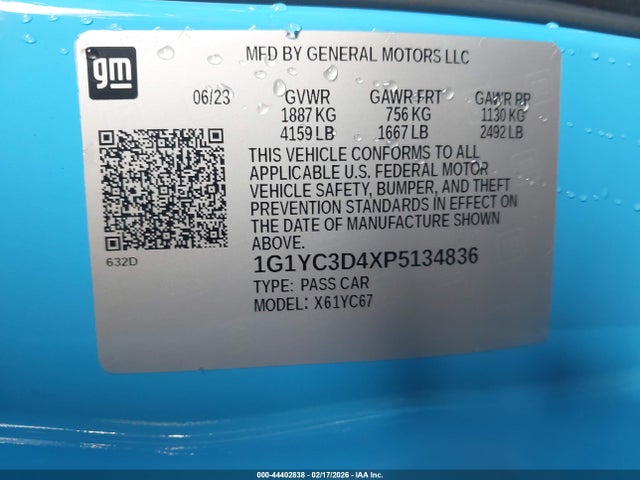 gm
MFD BY GENERAL MOTORS LLC
06/23 GVWR GAWR FRT GAWR RR
1887 KG 756 KG 1130 KG
4159 LB 1667 LB 2492 LB
THIS VEHICLE CONFORMS TO ALL
APPLICABLE U.S. FEDERAL MOTOR
VEHICLE SAFETY, BUMPER, AND THEFT
PREVENTION STANDARDS IN EFFECT ON
THE DATE OF MANUFACTURE SHOWN
ABOVE.
632D
1G1YC3D4XP5134836
TYPE: PASS CAR
MODEL: X61YC67
000-44402838 - 02/17/2026 - IAA Inc.